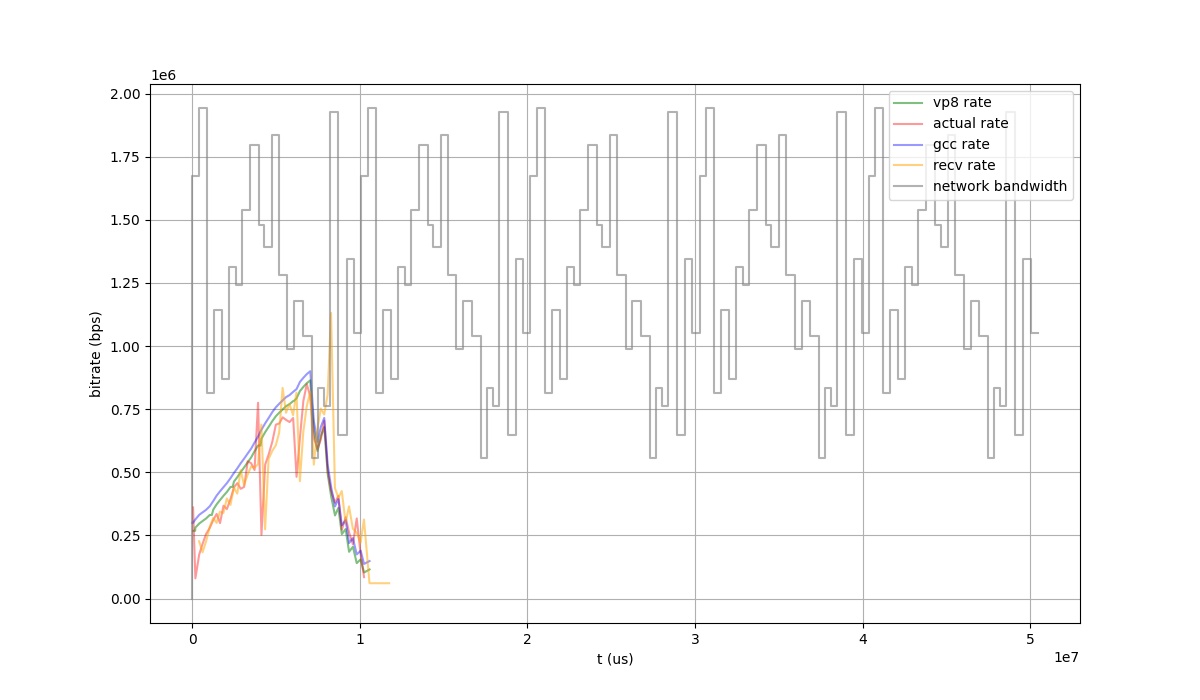 1e6
2.00
1.75
1.50
1.25
1.00
0.75
0.50
0.25
0.00
bitrate (bps)
vp8 rate
actual rate
gcc rate
recv rate
network bandwidth
0 1 2 3 4 5
t (us)
1e7